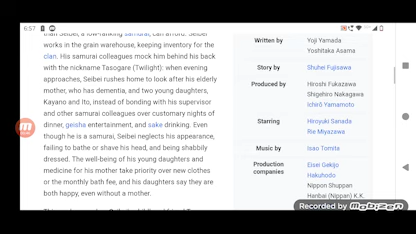 6:57
than Seibei, a low-ranking samurai, can afford. Seibei
works in the grain warehouse, keeping inventory for the
clan. His samurai colleagues mock him behind his back
with the nickname Tasogare (Twilight): when evening
approaches, Seibei rushes home to look after his elderly
mother, who has dementia, and two young daughters,
Kayano and Ito, instead of bonding with his supervisor
and other samurai colleagues over customary nights of
dinner, geisha entertainment, and sake drinking. Even
though he is a samurai, Seibei neglects his appearance,
failing to bathe or shave his head, and being shabbily
dressed. The well-being of his young daughters and
medicine for his mother take priority over new clothes
or the monthly bath fee, and his daughters say they are
both happy, even without a mother.
Written by
Yoji Yamada
Yoshitaka Asama
Story by
Shuhei Fujisawa
Produced by
Hiroshi Fukazawa
Shigehiro Nakagawa
Ichirō Yamamoto
Starring
Hiroyuki Sanada
Rie Miyazawa
Music by
Isao Tomita
Production
companies
Eisei Gekijo
Hakuhodo
Nippon Shuppan
Hanbai (Nippan) K.K.
Recorded by
Mobizen